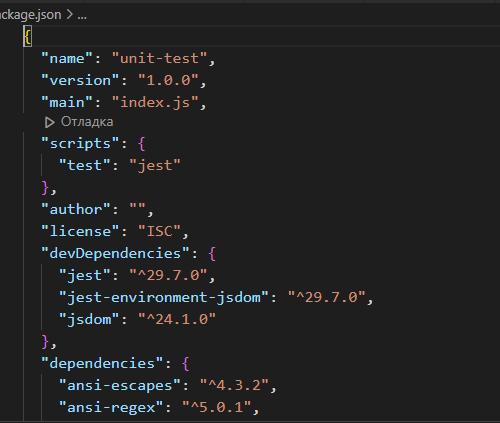 ckage.json > ...
{
"name": "unit-test",
"version": "1.0.0",
"main": "index.js",
Отладка
"scripts": {
"test": "jest"
},
"author": "",
"license": "ISC",
"devDependencies": {
"jest": "^29.7.0",
"jest-environment-jsdom": "^29.7.0",
"jsdom": "^24.1.0"
},
"dependencies": {
"ansi-escapes": "^4.3.2",
"ansi-regex": "^5.0.1",